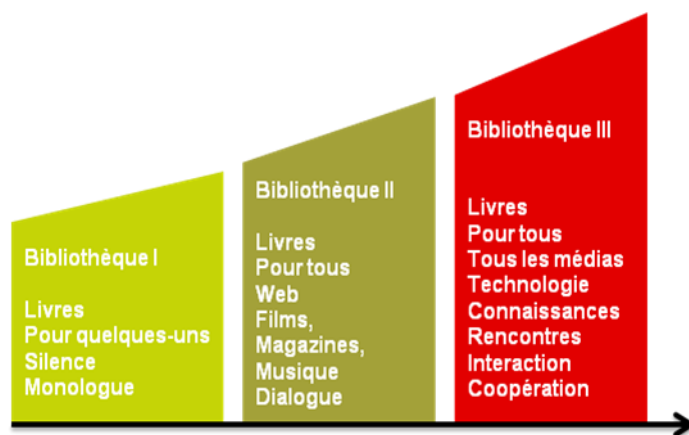 Bibliothèque I
Livres
Pour quelques-uns
Silence
Monologue
Bibliothèque II
Livres
Pour tous
Web
Films,
Magazines,
Musique
Dialogue
Bibliothèque III
Livres
Pour tous
Tous les médias
Technologie
Connaissances
Rencontres
Interaction
Coopération